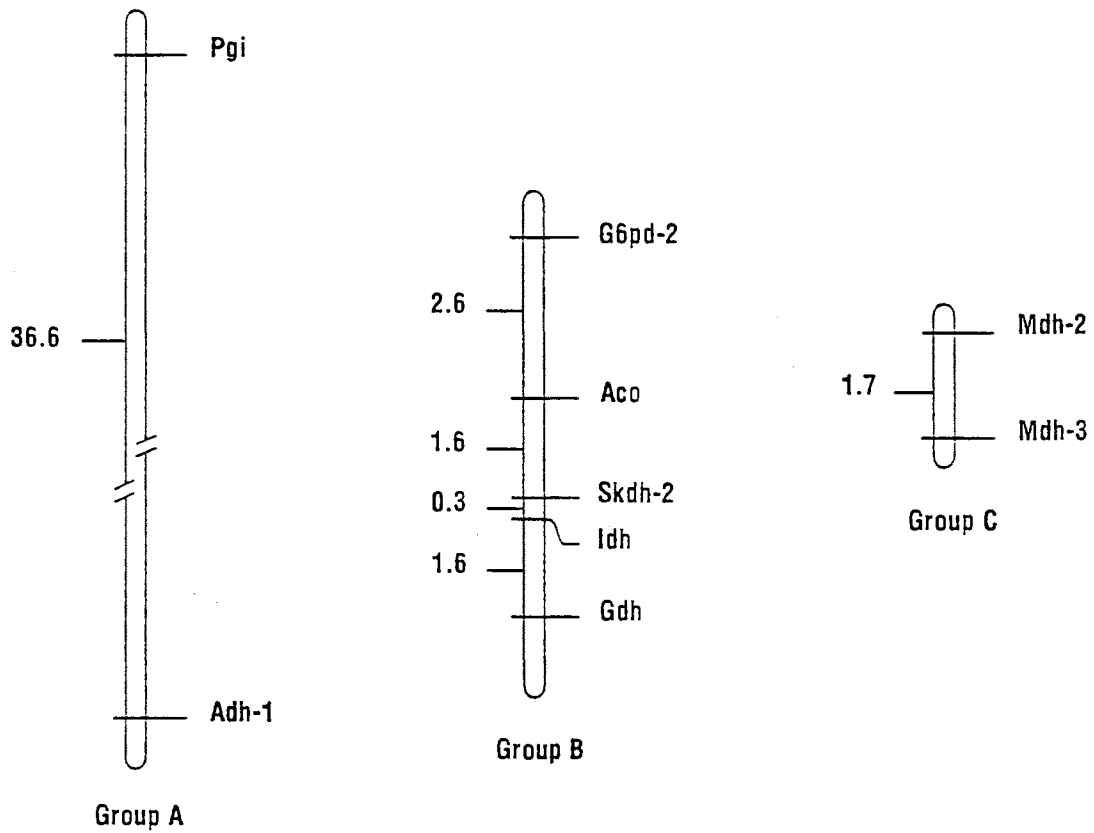 Pgi
36.6
Adh-1
Group A
G6pd-2
2.6
Aco
1.6
Skdh-2
0.3
Idh
1.6
Gdh
Group B
Mdh-2
1.7
Mdh-3
Group C